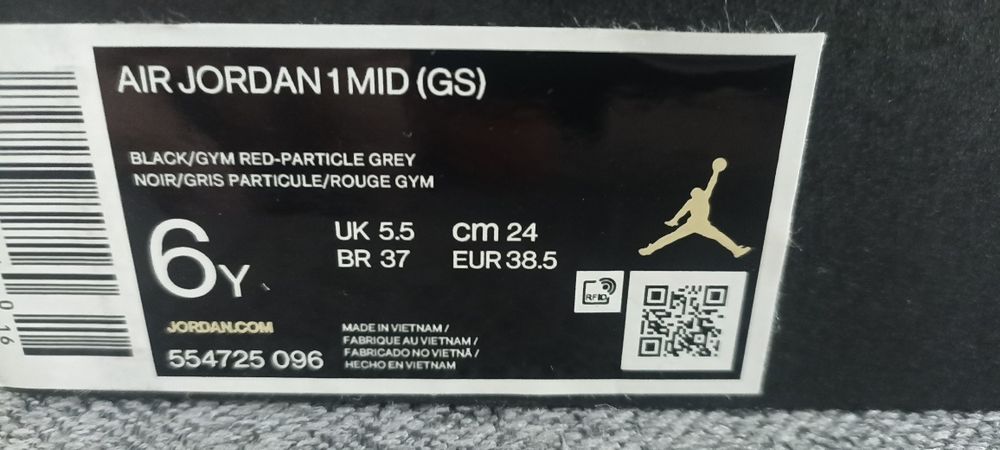 AIR JORDAN 1 MID (GS)
BLACK/GYM RED-PARTICLE GREY
NOIR/GRIS PARTICULE/ROUGE GYM
6Y
UK 5.5 cm 24
BR 37 EUR 38.5
RFID
JORDAN.COM
554725 096
MADE IN VIETNAM /
FABRIQUE AU VIETNAM /
FABRICADO NO VIETNÃ /
HECHO EN VIETNAM